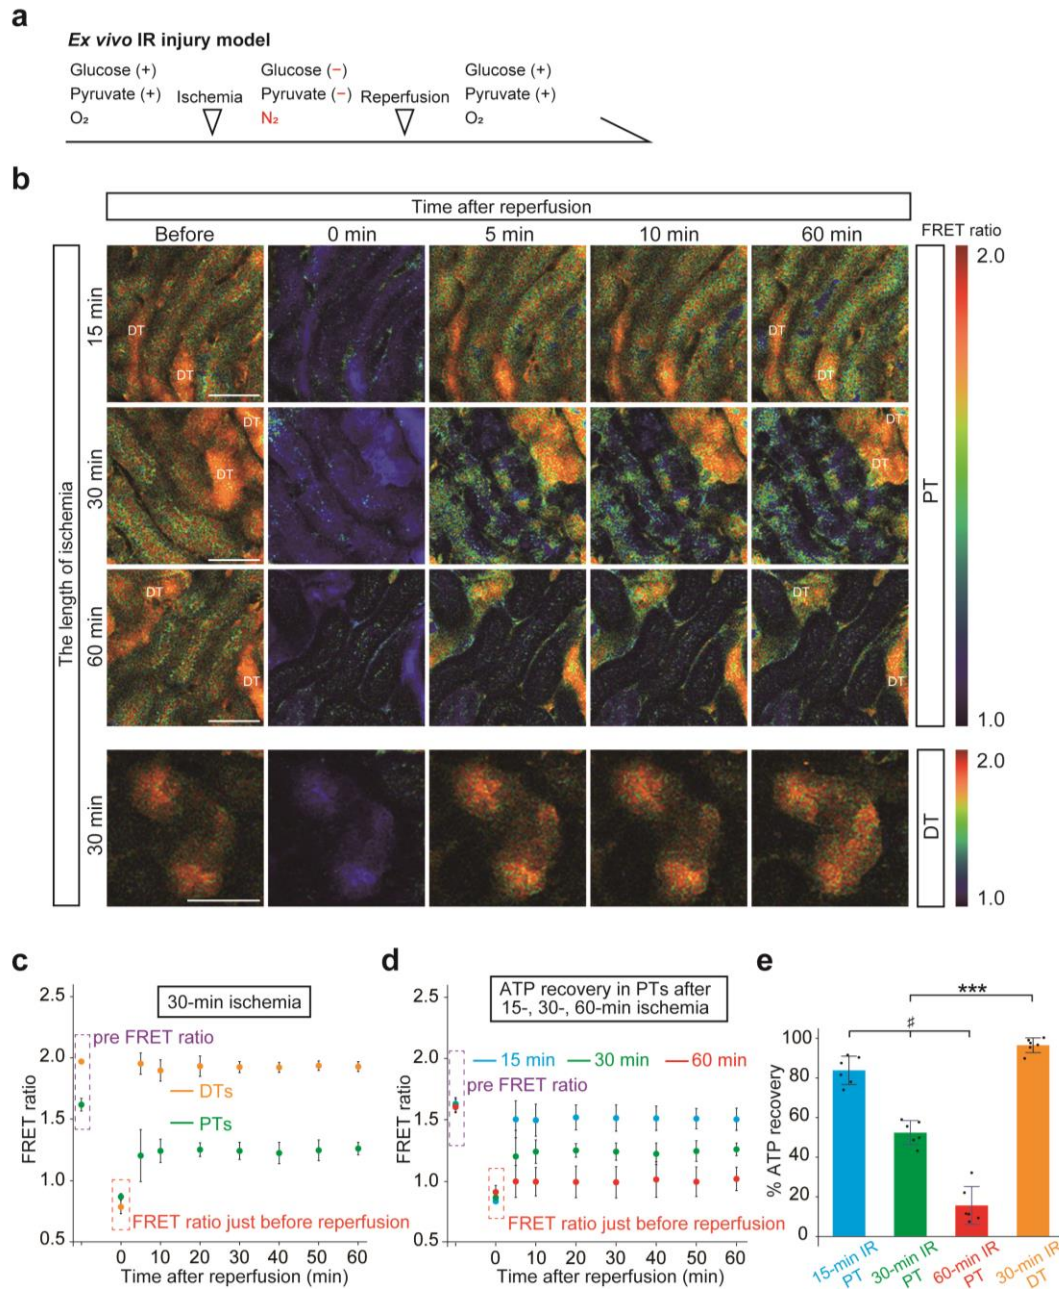 a
Ex vivo IR injury model
Glucose (+)
Pyruvate (+)
O₂
Ischemia
Glucose (−)
Pyruvate (−)
N₂
Reperfusion
Glucose (+)
Pyruvate (+)
O₂
b
Time after reperfusion
Before 0 min 5 min 10 min 60 min
FRET ratio
The length of ischemia
15 min
DT
DT
DT
30 min
DT
DT
DT
DT
60 min
DT
DT
DT
DT
2.0
PT
1.0
30 min
DT
2.0
1.0
c
30-min ischemia
FRET ratio
2.5
2.0
1.5
1.0
0.5
pre FRET ratio
DTs
PTs
FRET ratio just before reperfusion
0 10 20 30 40 50 60
Time after reperfusion (min)
d
ATP recovery in PTs after
15-, 30-, 60-min ischemia
FRET ratio
2.5
2.0
1.5
1.0
0.5
15 min 30 min 60 min
pre FRET ratio
FRET ratio just before reperfusion
0 10 20 30 40 50 60
Time after reperfusion (min)
e
***
♯
% ATP recovery
100
80
60
40
20
0
15-min IR
PT
30-min IR
PT
60-min IR
PT
30-min IR
DT